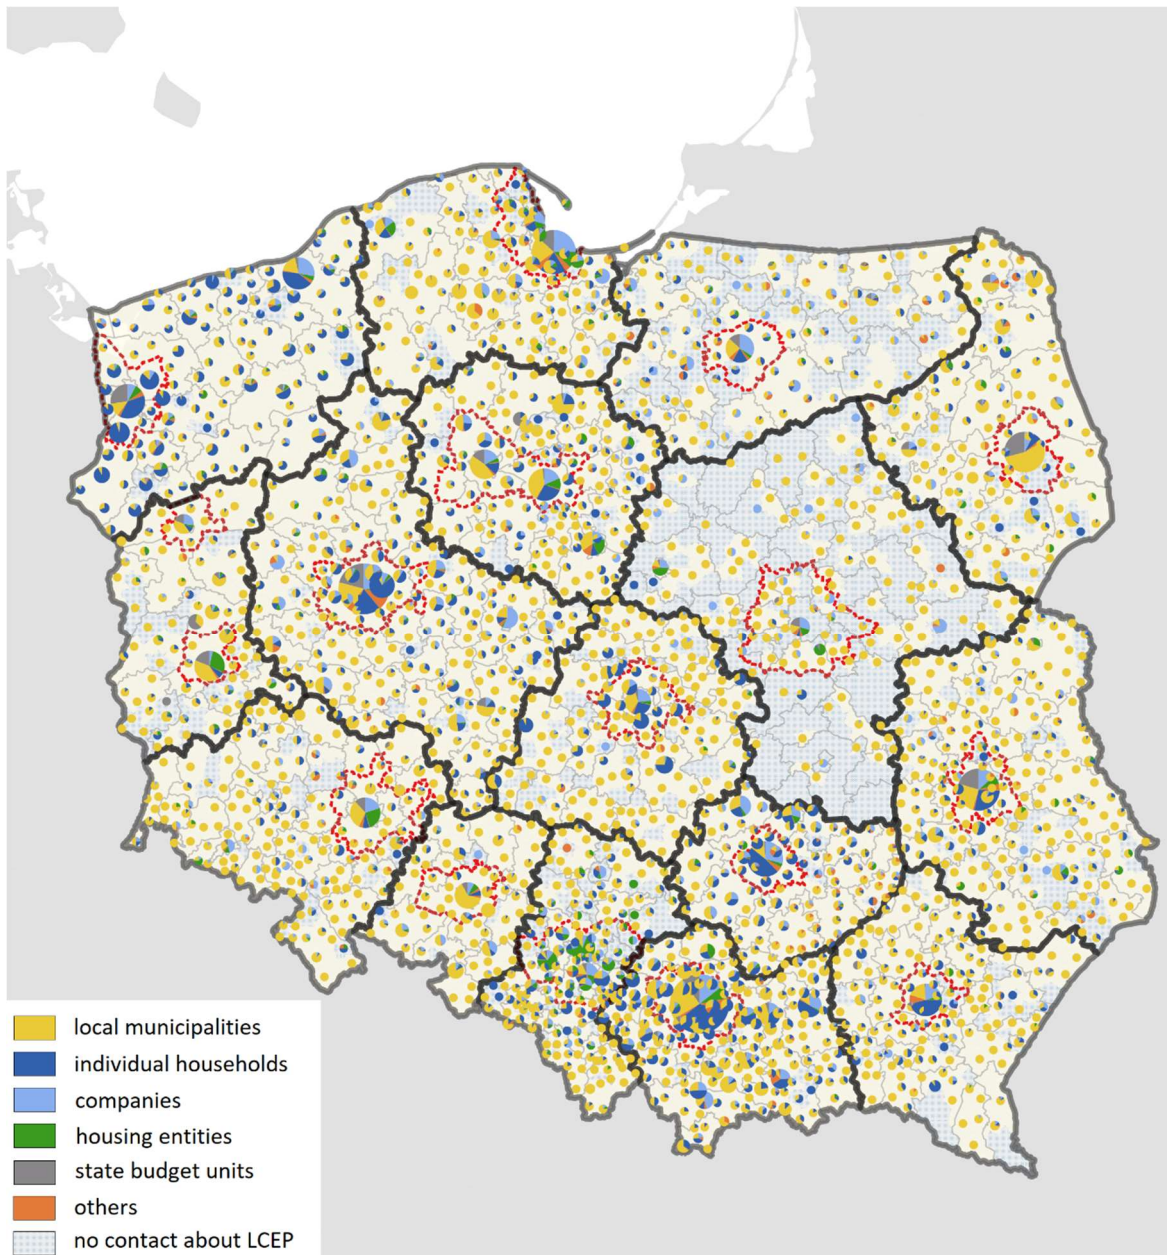 local municipalities
individual households
companies
housing entities
state budget units
others
no contact about LCEP